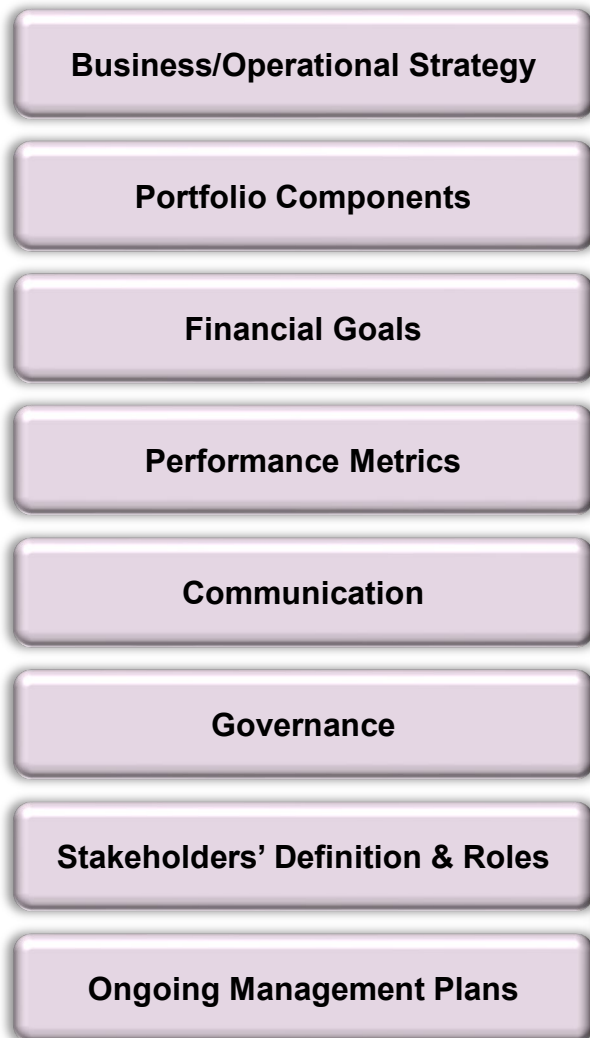 Business/Operational Strategy
Portfolio Components
Financial Goals
Performance Metrics
Communication
Governance
Stakeholders’ Definition & Roles
Ongoing Management Plans